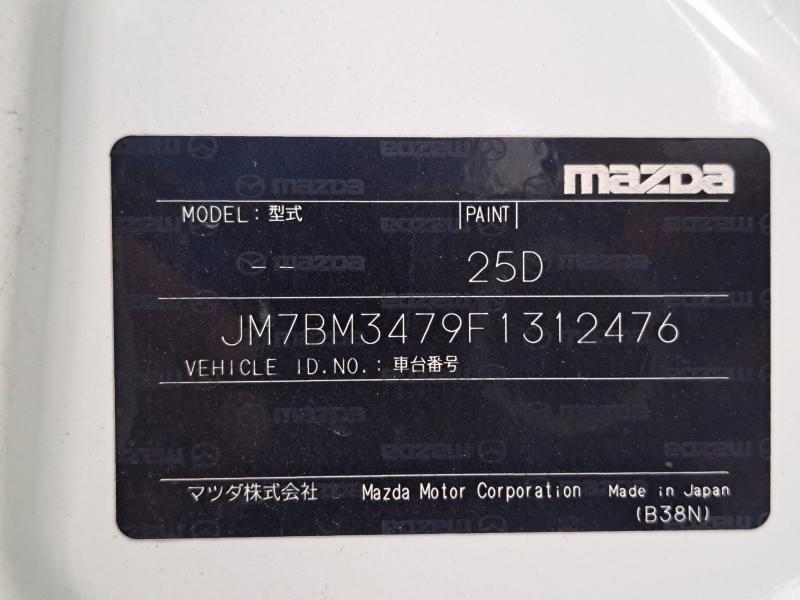 mazda
MODEL: 型式 PAINT
-- 25D
JM7BM3479F1312476
VEHICLE ID.NO.: 車台番号
マツダ株式会社 Mazda Motor Corporation Made in Japan
(B38N)